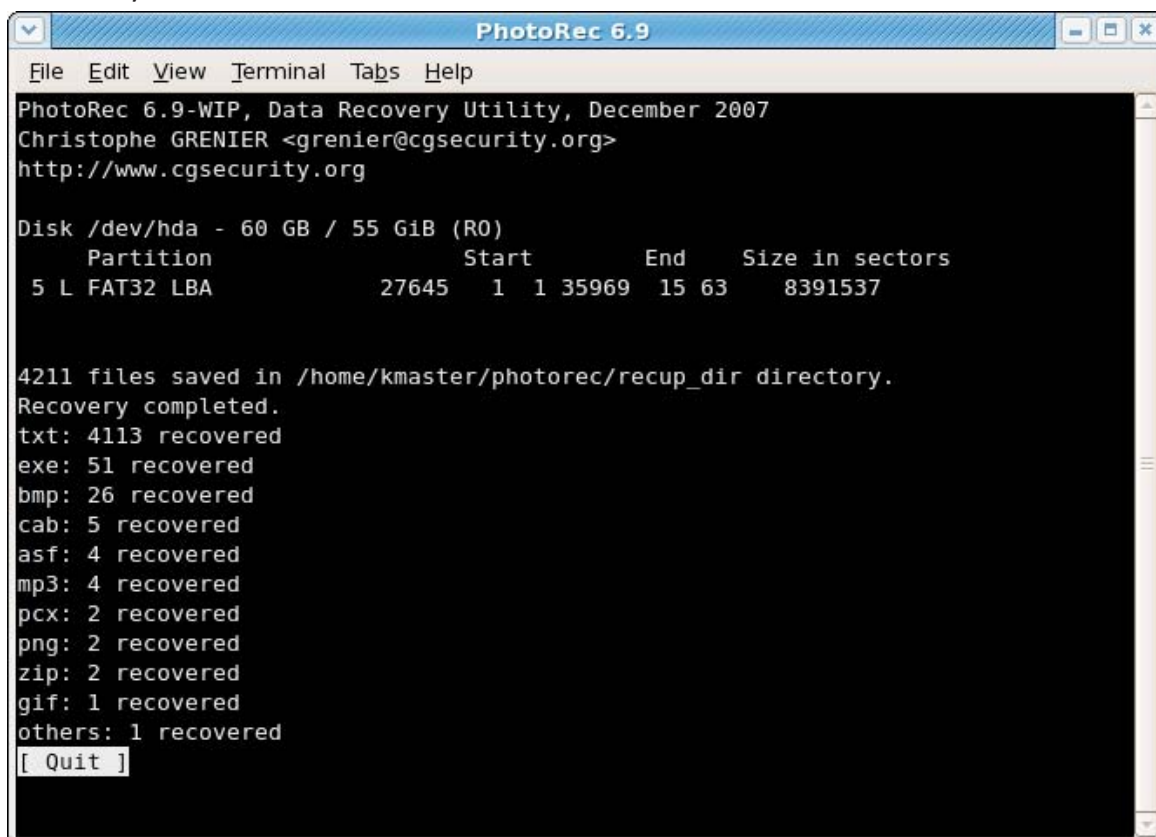 PhotoRec 6.9
File Edit View Terminal Tabs Help
PhotoRec 6.9-WIP, Data Recovery Utility, December 2007
Christophe GRENIER <grenier@cgsecurity.org>
http://www.cgsecurity.org
Disk /dev/hda - 60 GB / 55 GiB (RO)
Partition Start End Size in sectors
5 L FAT32 LBA 27645 1 1 35969 15 63 8391537
4211 files saved in /home/kmaster/photorec/recup_dir directory.
Recovery completed.
txt: 4113 recovered
exe: 51 recovered
bmp: 26 recovered
cab: 5 recovered
asf: 4 recovered
mp3: 4 recovered
pcx: 2 recovered
png: 2 recovered
zip: 2 recovered
gif: 1 recovered
others: 1 recovered
[ Quit ]